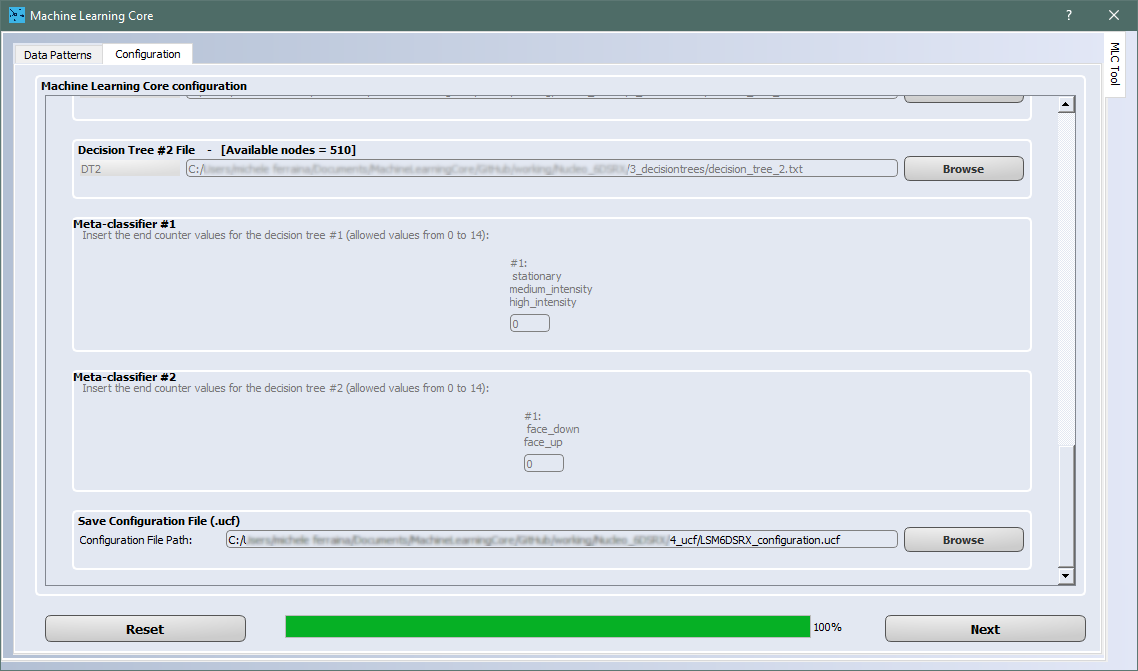 Machine Learning Core
?
Data Patterns
Configuration
MLC Tool
Machine Learning Core configuration
Decision Tree #2 File - [Available nodes = 510]
DT2
C:/ /3_decisiontrees/decision_tree_2.txt
Browse
Meta-classifier #1
Insert the end counter values for the decision tree #1 (allowed values from 0 to 14):
#1:
stationary
medium_intensity
high_intensity
0
Meta-classifier #2
Insert the end counter values for the decision tree #2 (allowed values from 0 to 14):
#1:
face_down
face_up
0
Save Configuration File (.ucf)
Configuration File Path:
C:/ 4_ucf/LSM6DSRX_configuration.ucf
Browse
Reset
100%
Next